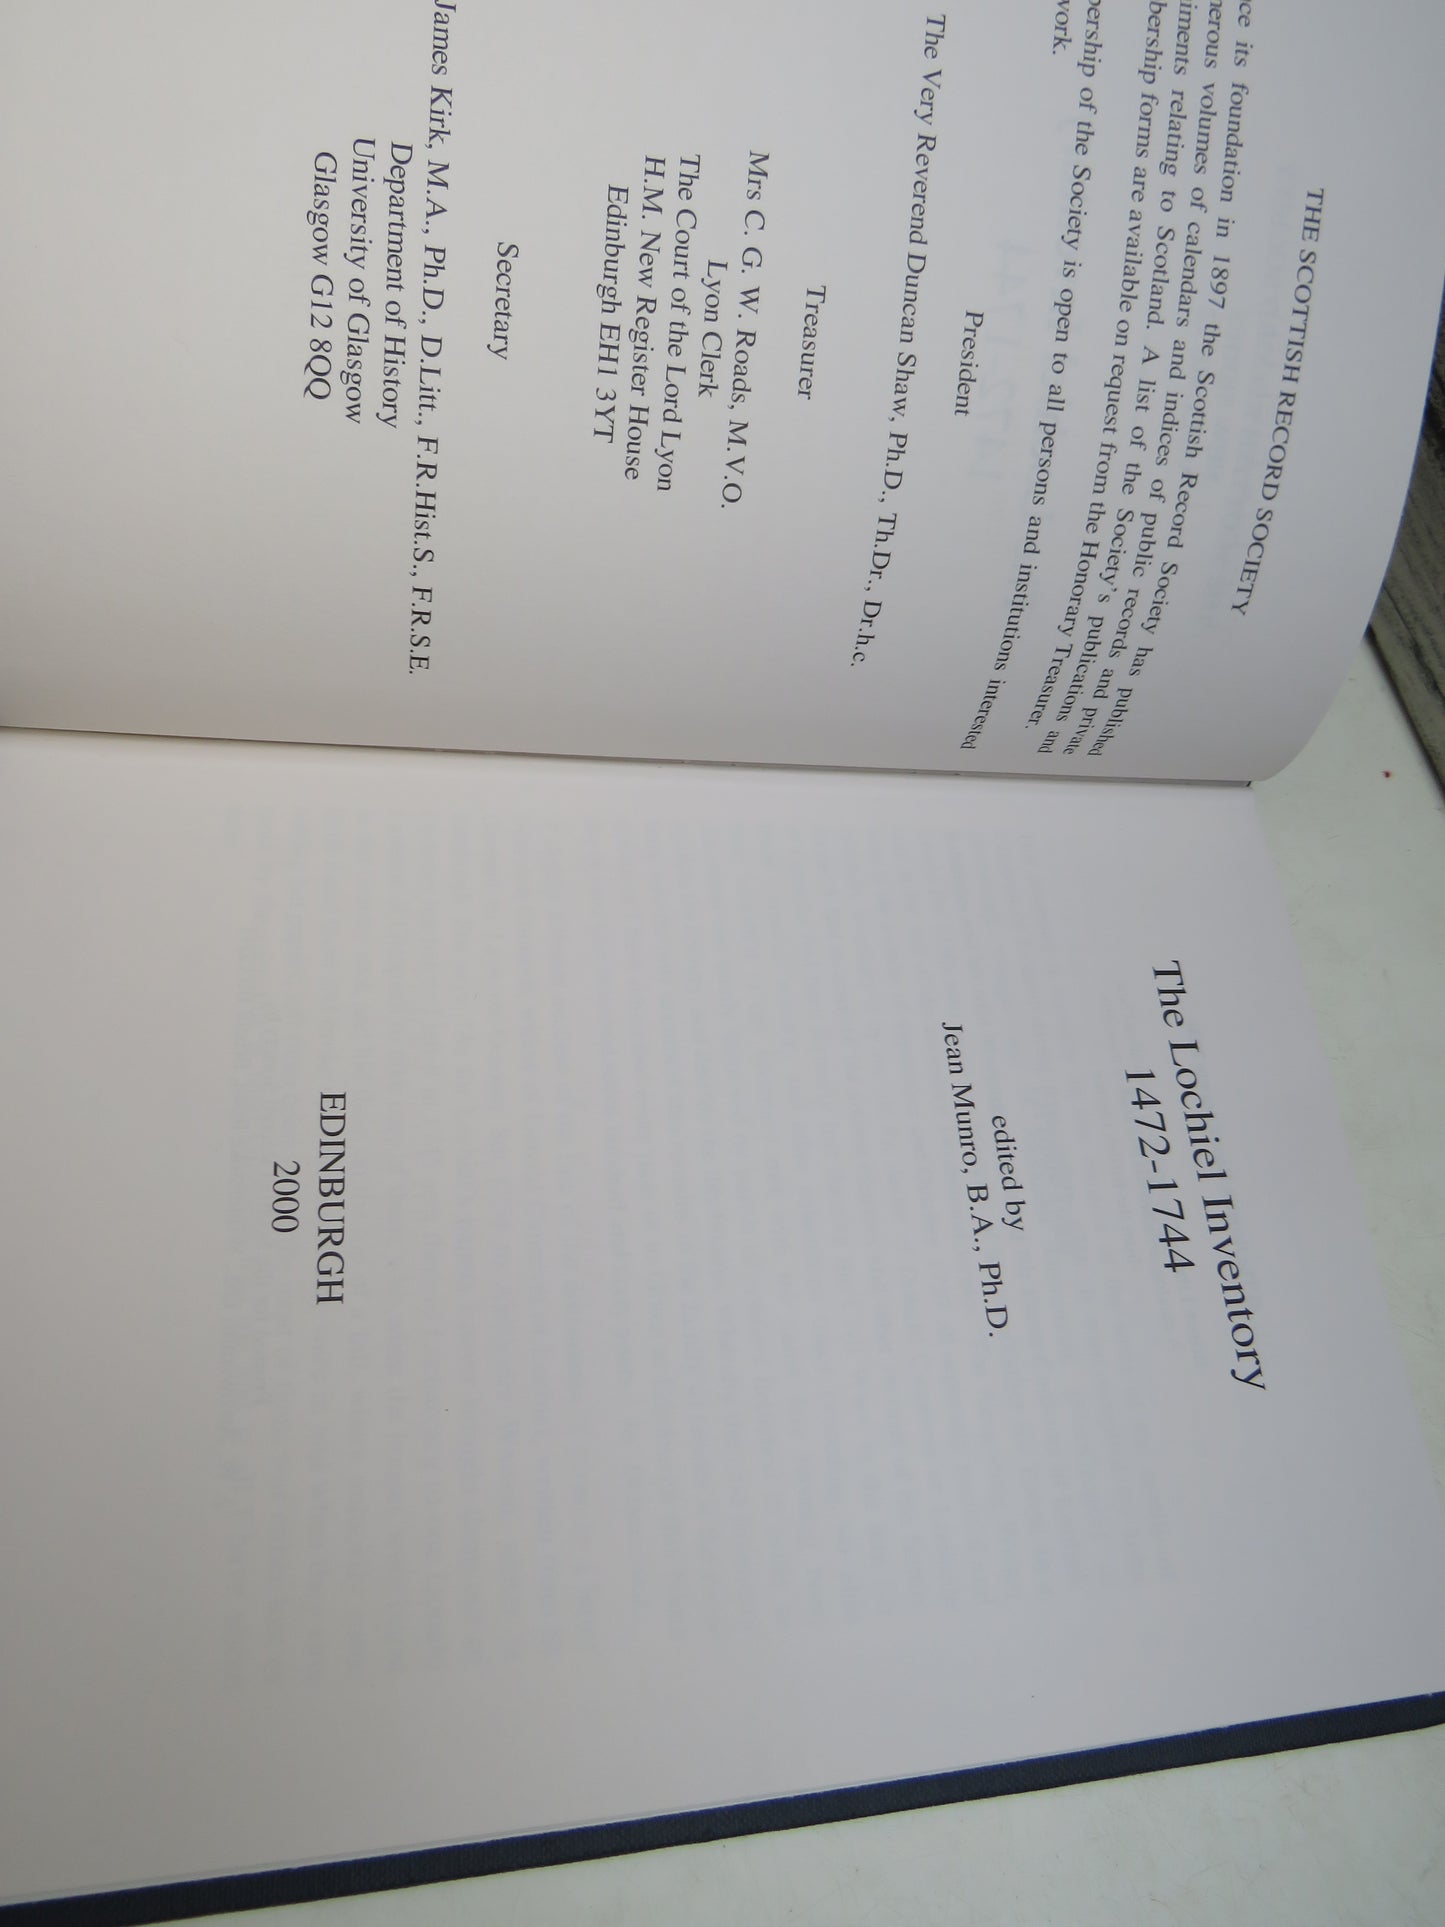 THE SCOTTISH RECORD SOCIETY
its foundation in 1897 the Scottish Record Society has published
volumes of calendars and indices of public records and private
relating to Scotland. A list of the Society's publications and
forms are available on request from the Honorary Treasurer.
of the Society is open to all persons and institutions interested
work.
President
The Very Reverend Duncan Shaw, Ph.D., Th.Dr., Dr.h.c.
Treasurer
Mrs C. G. W. Roads, M.V.O.
Lyon Clerk
The Court of the Lord Lyon
H.M. New Register House
Edinburgh EH1 3YT
Secretary
James Kirk, M.A., Ph.D., D.Litt., F.R.Hist.S., F.R.S.E.
Department of History
University of Glasgow
Glasgow G12 8QQ
The Lochiel Inventory
1472-1744
edited by
Jean Munro, B.A., Ph.D.
EDINBURGH
2000